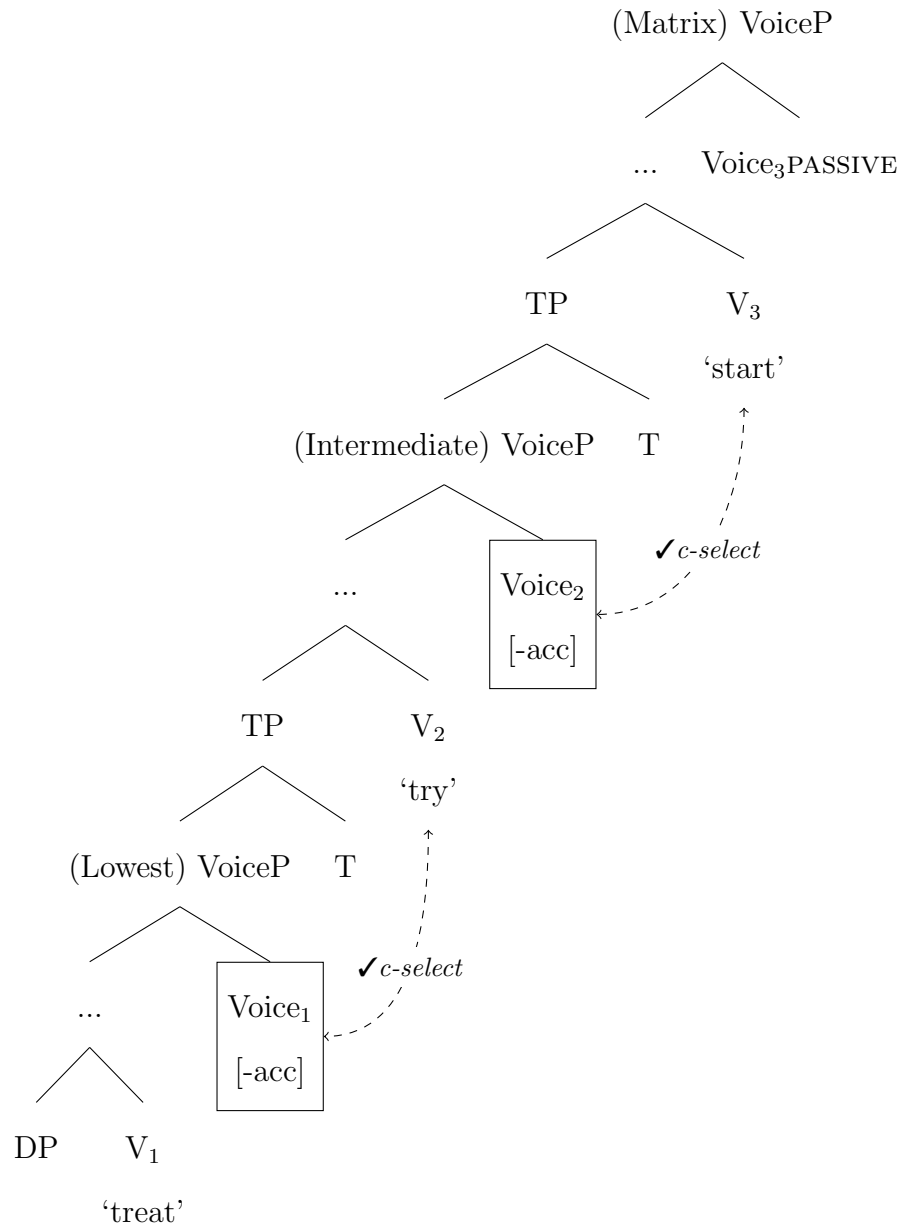 (Matrix) VoiceP
... Voice₃PASSIVE
TP V₃
‘start’
(Intermediate) VoiceP T
✓c-select
... Voice₂
[-acc]
TP V₂
‘try’
(Lowest) VoiceP T
✓c-select
... Voice₁
[-acc]
DP V₁
‘treat’